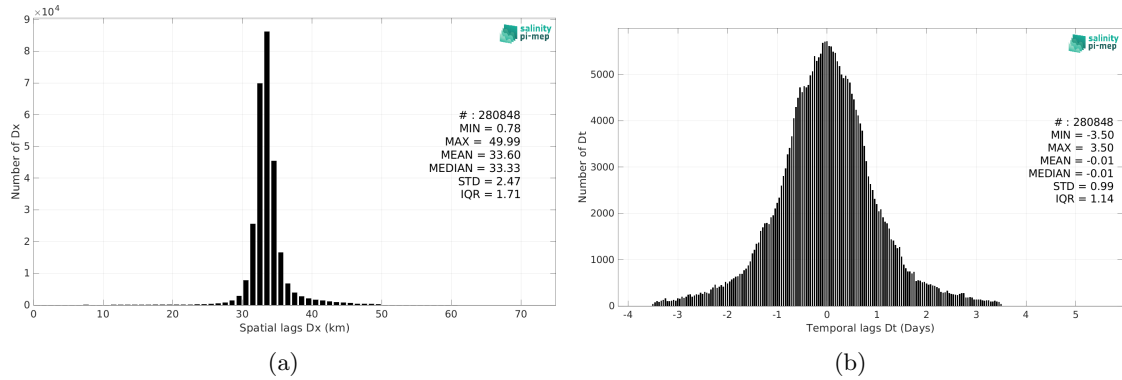 ×10⁴
9
8
7
6
5
4
3
2
1
0
Number of Dx
salinity
pi-mep
# : 280848
MIN = 0.78
MAX = 49.99
MEAN = 33.60
MEDIAN = 33.33
STD = 2.47
IQR = 1.71
0 10 20 30 40 50 60 70
Spatial lags Dx (km)
(a)
5000
4000
3000
2000
1000
0
Number of Dt
salinity
pi-mep
# : 280848
MIN = -3.50
MAX = 3.50
MEAN = -0.01
MEDIAN = -0.01
STD = 0.99
IQR = 1.14
-4 -3 -2 -1 0 1 2 3 4 5
Temporal lags Dt (Days)
(b)